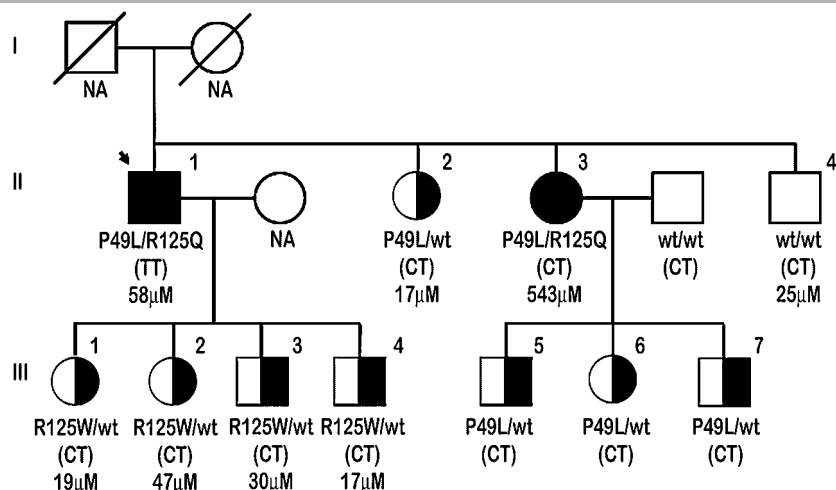 I
NA NA
II
1 2 3 4
P49L/R125Q NA P49L/wt P49L/R125Q wt/wt wt/wt
(TT) (CT) (CT) (CT) (CT)
58μM 17μM 543μM 25μM
III
1 2 3 4 5 6 7
R125W/wt R125W/wt R125W/wt R125W/wt P49L/wt P49L/wt P49L/wt
(CT) (CT) (CT) (CT) (CT) (CT) (CT)
19μM 47μM 30μM 17μM